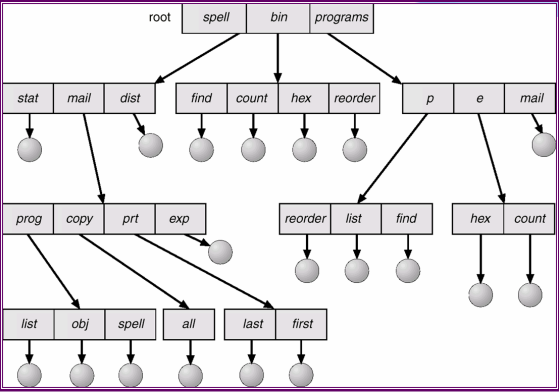 root spell bin programs
stat mail dist find count hex reorder p e mail
prog copy prt exp reorder list find hex count
list obj spell all last first